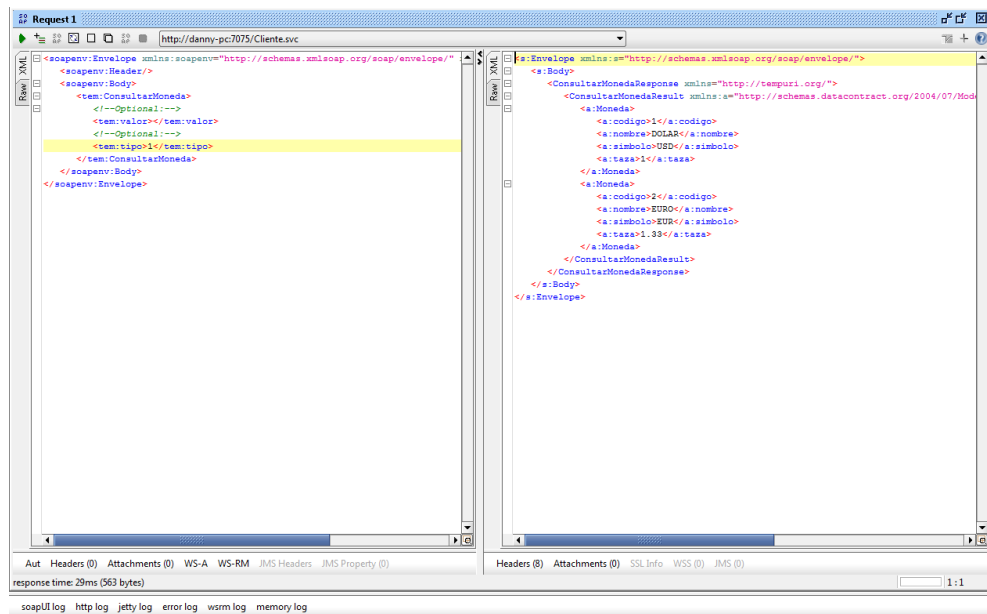 Request 1
http://danny-pc:7075/Cliente.svc
XML
Raw
<soapenv:Envelope xmlns:soapenv="http://schemas.xmlsoap.org/soap/envelope/"
<soapenv:Header/>
<soapenv:Body>
<tem:ConsultarMoneda>
<!--Optional:-->
<tem:valor></tem:valor>
<!--Optional:-->
<tem:tipo>1</tem:tipo>
</tem:ConsultarMoneda>
</soapenv:Body>
</soapenv:Envelope>
XML
Raw
<s:Envelope xmlns:s="http://schemas.xmlsoap.org/soap/envelope/">
<s:Body>
<ConsultarMonedaResponse xmlns="http://tempuri.org/">
<ConsultarMonedaResult xmlns:a="http://schemas.datacontract.org/2004/07/Mode
<a:Moneda>
<a:codigo>1</a:codigo>
<a:nombre>DOLAR</a:nombre>
<a:simbolo>USD</a:simbolo>
<a:taza>1</a:taza>
</a:Moneda>
<a:Moneda>
<a:codigo>2</a:codigo>
<a:nombre>EURO</a:nombre>
<a:simbolo>EUR</a:simbolo>
<a:taza>1.33</a:taza>
</a:Moneda>
</ConsultarMonedaResult>
</ConsultarMonedaResponse>
</s:Body>
</s:Envelope>
Aut Headers (0) Attachments (0) WS-A WS-RM JMS Headers JMS Property (0)
Headers (8) Attachments (0) SSL Info WSS (0) JMS (0)
response time: 29ms (563 bytes)
1 : 1
soapUI log http log jetty log error log wsrm log memory log